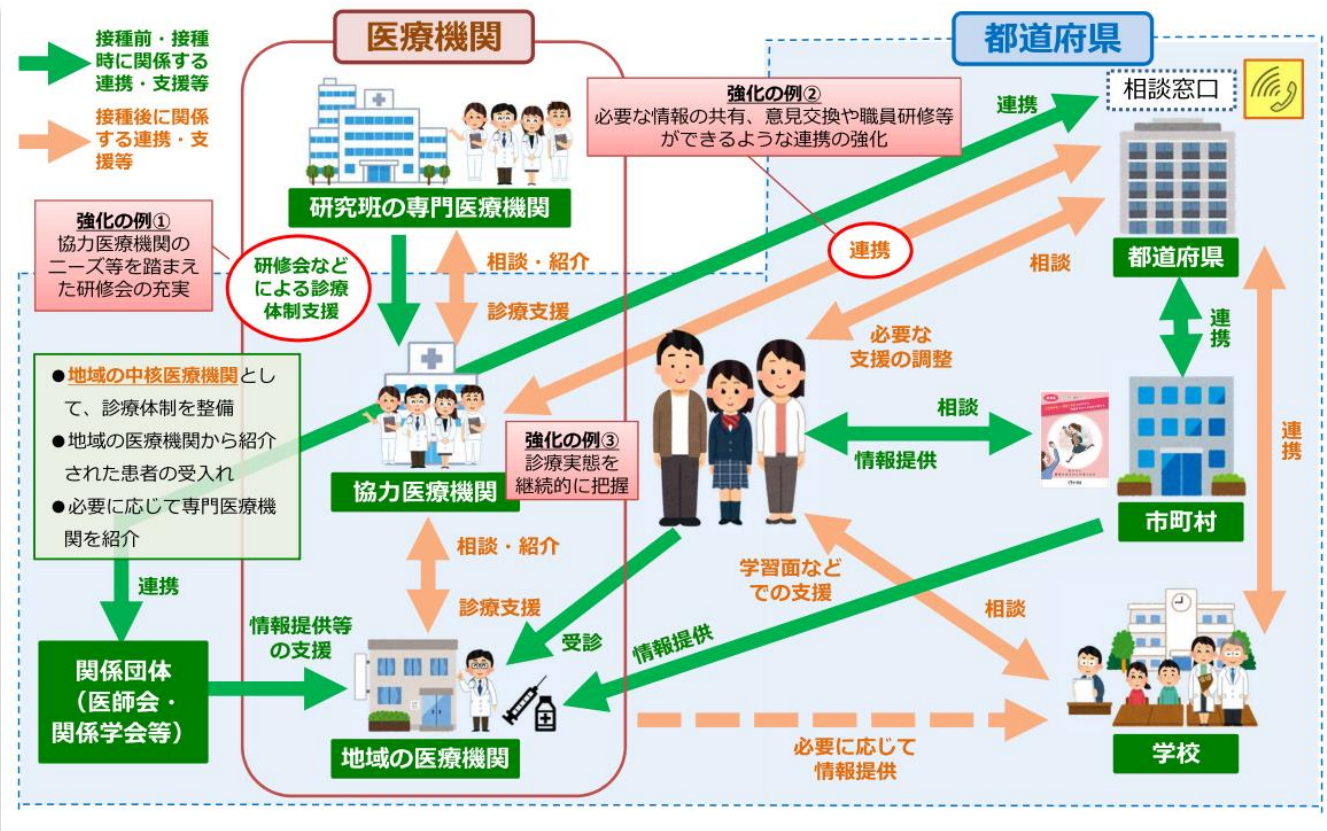 接種前・接種
時に関係する
連携・支援等
接種後に関係
する連携・支
援等
医療機関
都道府県
相談窓口
強化の例②
必要な情報の共有、意見交換や職員研修等
ができるような連携の強化
連携
研究班の専門医療機関
強化の例①
協力医療機関の
ニーズ等を踏まえ
た研修会の充実
研修会など
による診療
体制支援
相談・紹介
診療支援
連携
相談
都道府県
必要な
支援の調整
連携
連携
●地域の中核医療機関とし
て、診療体制を整備
●地域の医療機関から紹介
された患者の受入れ
●必要に応じて専門医療機
関を紹介
強化の例③
診療実態を
継続的に把握
協力医療機関
相談
情報提供
市町村
相談・紹介
診療支援
連携
学習面など
での支援
相談
情報提供等
の支援
受診
情報提供
関係団体
（医師会・
関係学会等）
地域の医療機関
必要に応じて
情報提供
学校